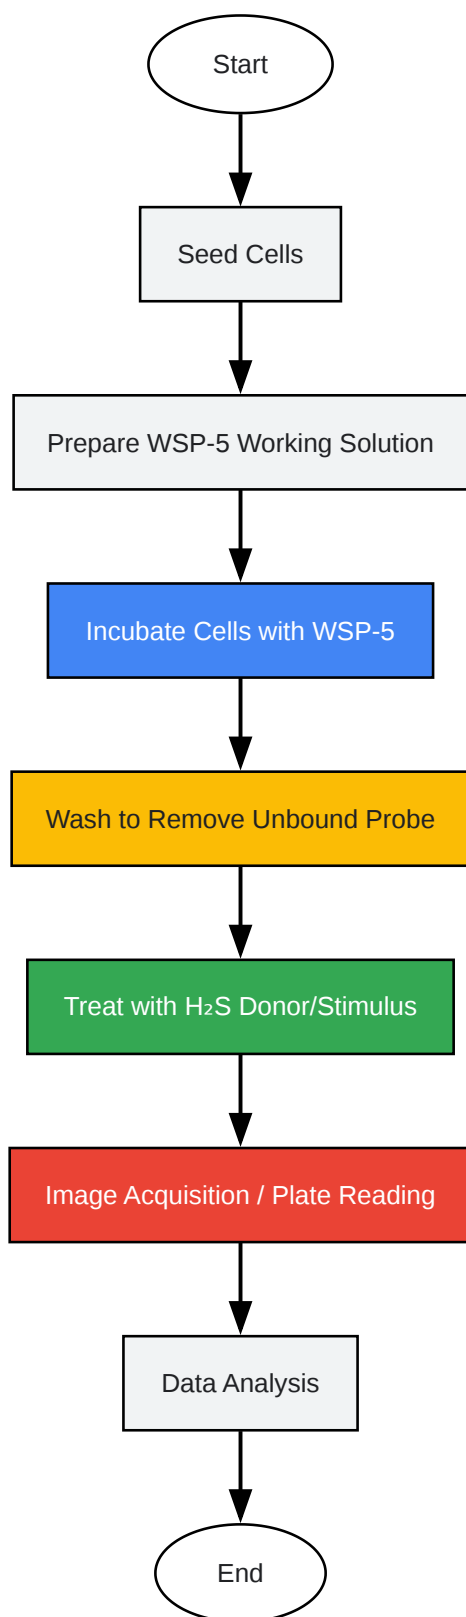 Start
Seed Cells
Prepare WSP-5 Working Solution
Incubate Cells with WSP-5
Wash to Remove Unbound Probe
Treat with H₂S Donor/Stimulus
Image Acquisition / Plate Reading
Data Analysis
End